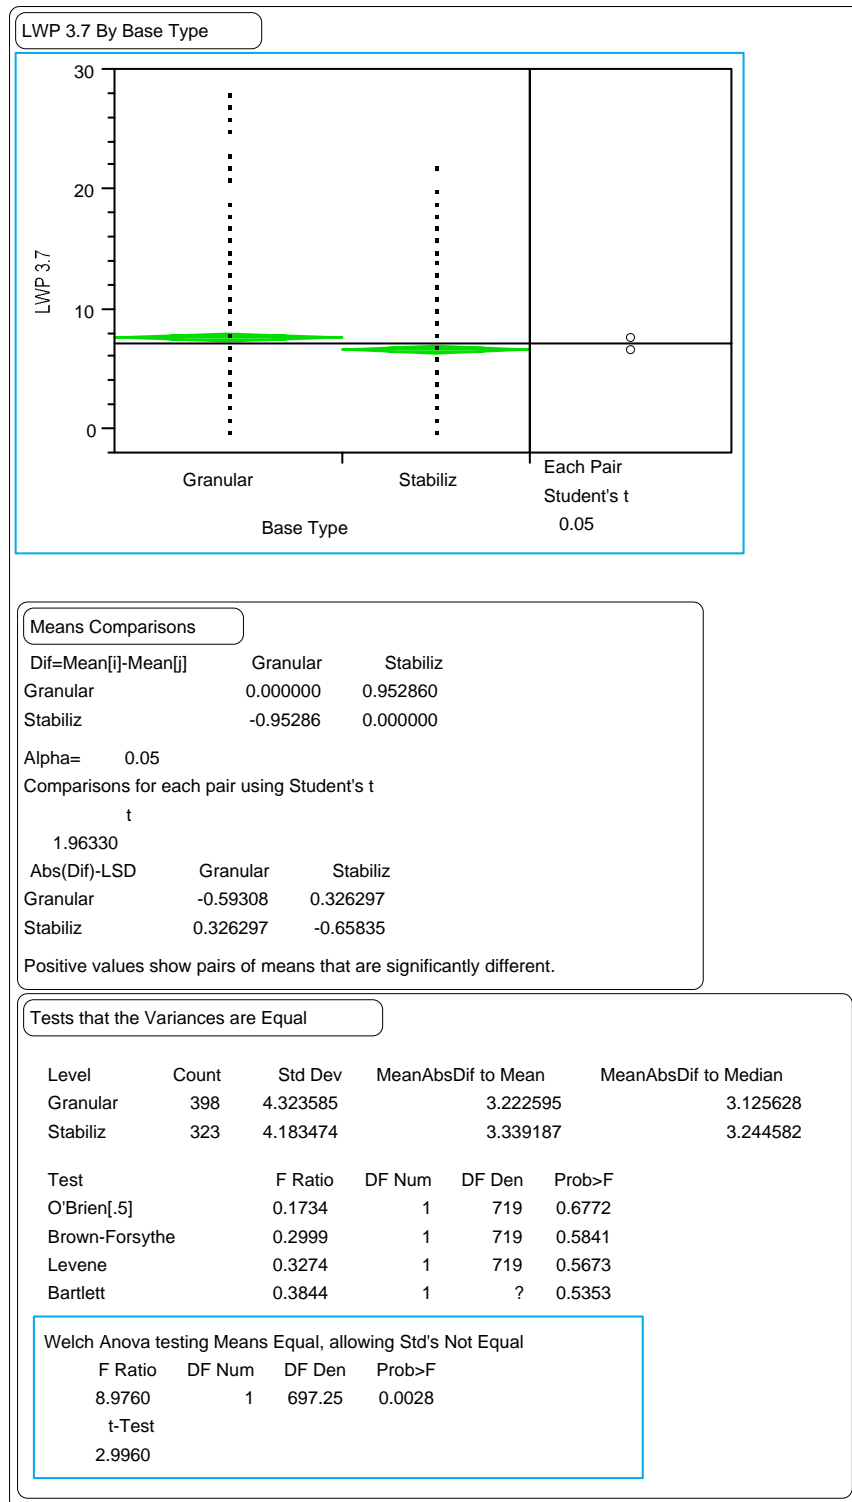 LWP 3.7 By Base Type
30
20
10
0
LWP 3.7
Granular Stabiliz
Each Pair
Student's t
0.05
Base Type
Means Comparisons
Dif=Mean[i]-Mean[j] Granular Stabiliz
Granular 0.000000 0.952860
Stabiliz -0.95286 0.000000
Alpha= 0.05
Comparisons for each pair using Student's t
t
1.96330
Abs(Dif)-LSD Granular Stabiliz
Granular -0.59308 0.326297
Stabiliz 0.326297 -0.65835
Positive values show pairs of means that are significantly different.
Tests that the Variances are Equal
Level Count Std Dev MeanAbsDif to Mean MeanAbsDif to Median
Granular 398 4.323585 3.222595 3.125628
Stabiliz 323 4.183474 3.339187 3.244582
Test F Ratio DF Num DF Den Prob>F
O'Brien[.5] 0.1734 1 719 0.6772
Brown-Forsythe 0.2999 1 719 0.5841
Levene 0.3274 1 719 0.5673
Bartlett 0.3844 1 ? 0.5353
Welch Anova testing Means Equal, allowing Std's Not Equal
F Ratio DF Num DF Den Prob>F
8.9760 1 697.25 0.0028
t-Test
2.9960